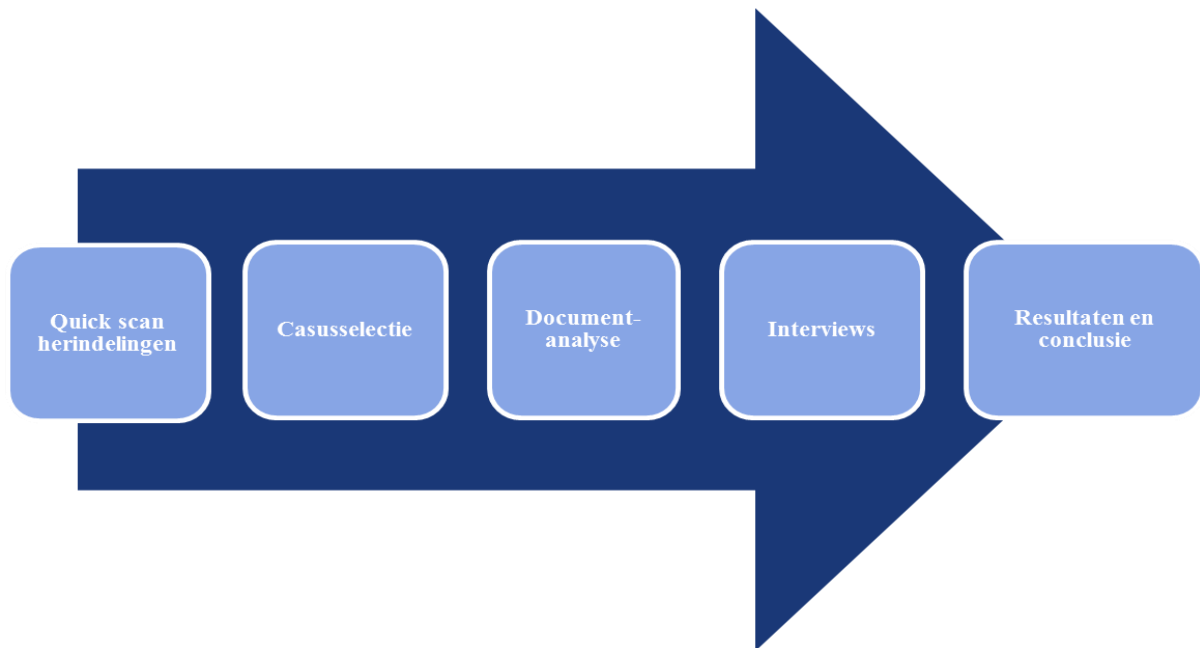 Quick scan
herindelingen
Casusselectie
Document-
analyse
Interviews
Resultaten en
conclusie